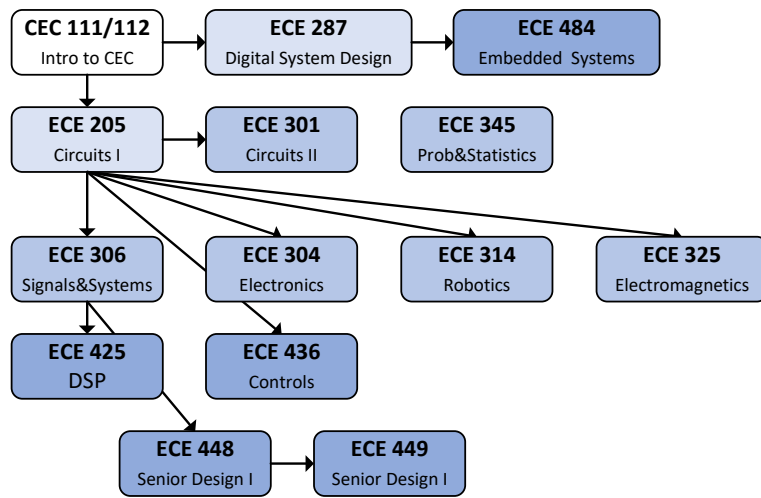 CEC 111/112
Intro to CEC
ECE 287
Digital System Design
ECE 484
Embedded Systems
ECE 205
Circuits I
ECE 301
Circuits II
ECE 345
Prob&Statistics
ECE 306
Signals&Systems
ECE 304
Electronics
ECE 314
Robotics
ECE 325
Electromagnetics
ECE 425
DSP
ECE 436
Controls
ECE 448
Senior Design I
ECE 449
Senior Design I